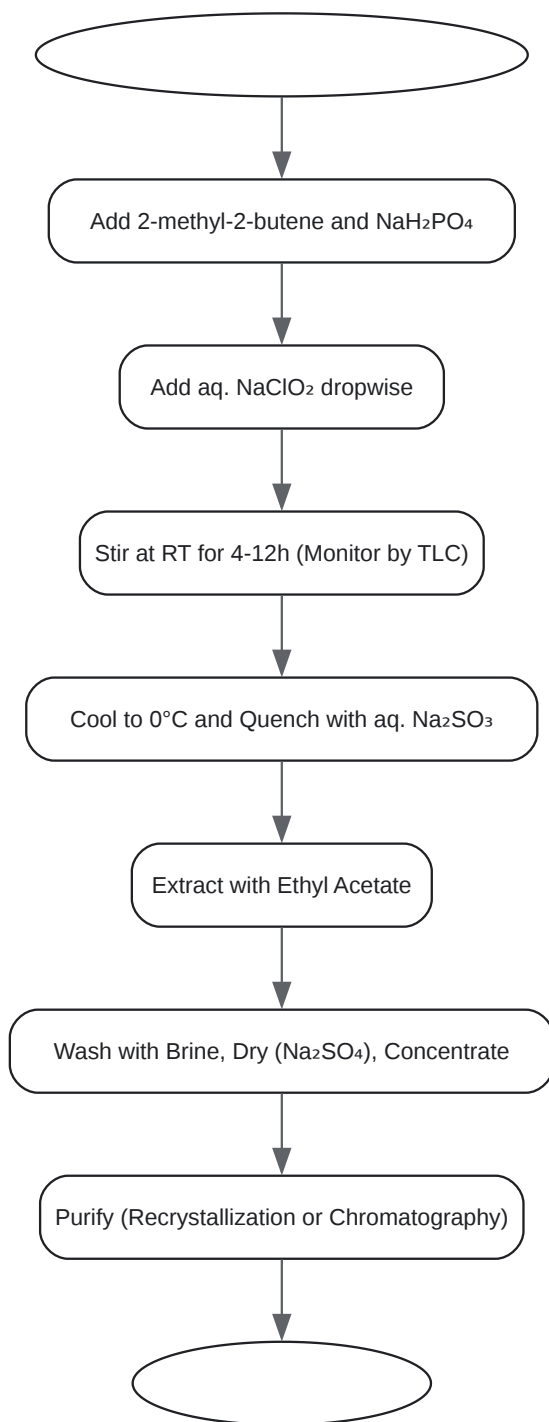 Add 2-methyl-2-butene and NaH₂PO₄
Add aq. NaClO₂ dropwise
Stir at RT for 4-12h (Monitor by TLC)
Cool to 0°C and Quench with aq. Na₂SO₃
Extract with Ethyl Acetate
Wash with Brine, Dry (Na₂SO₄), Concentrate
Purify (Recrystallization or Chromatography)